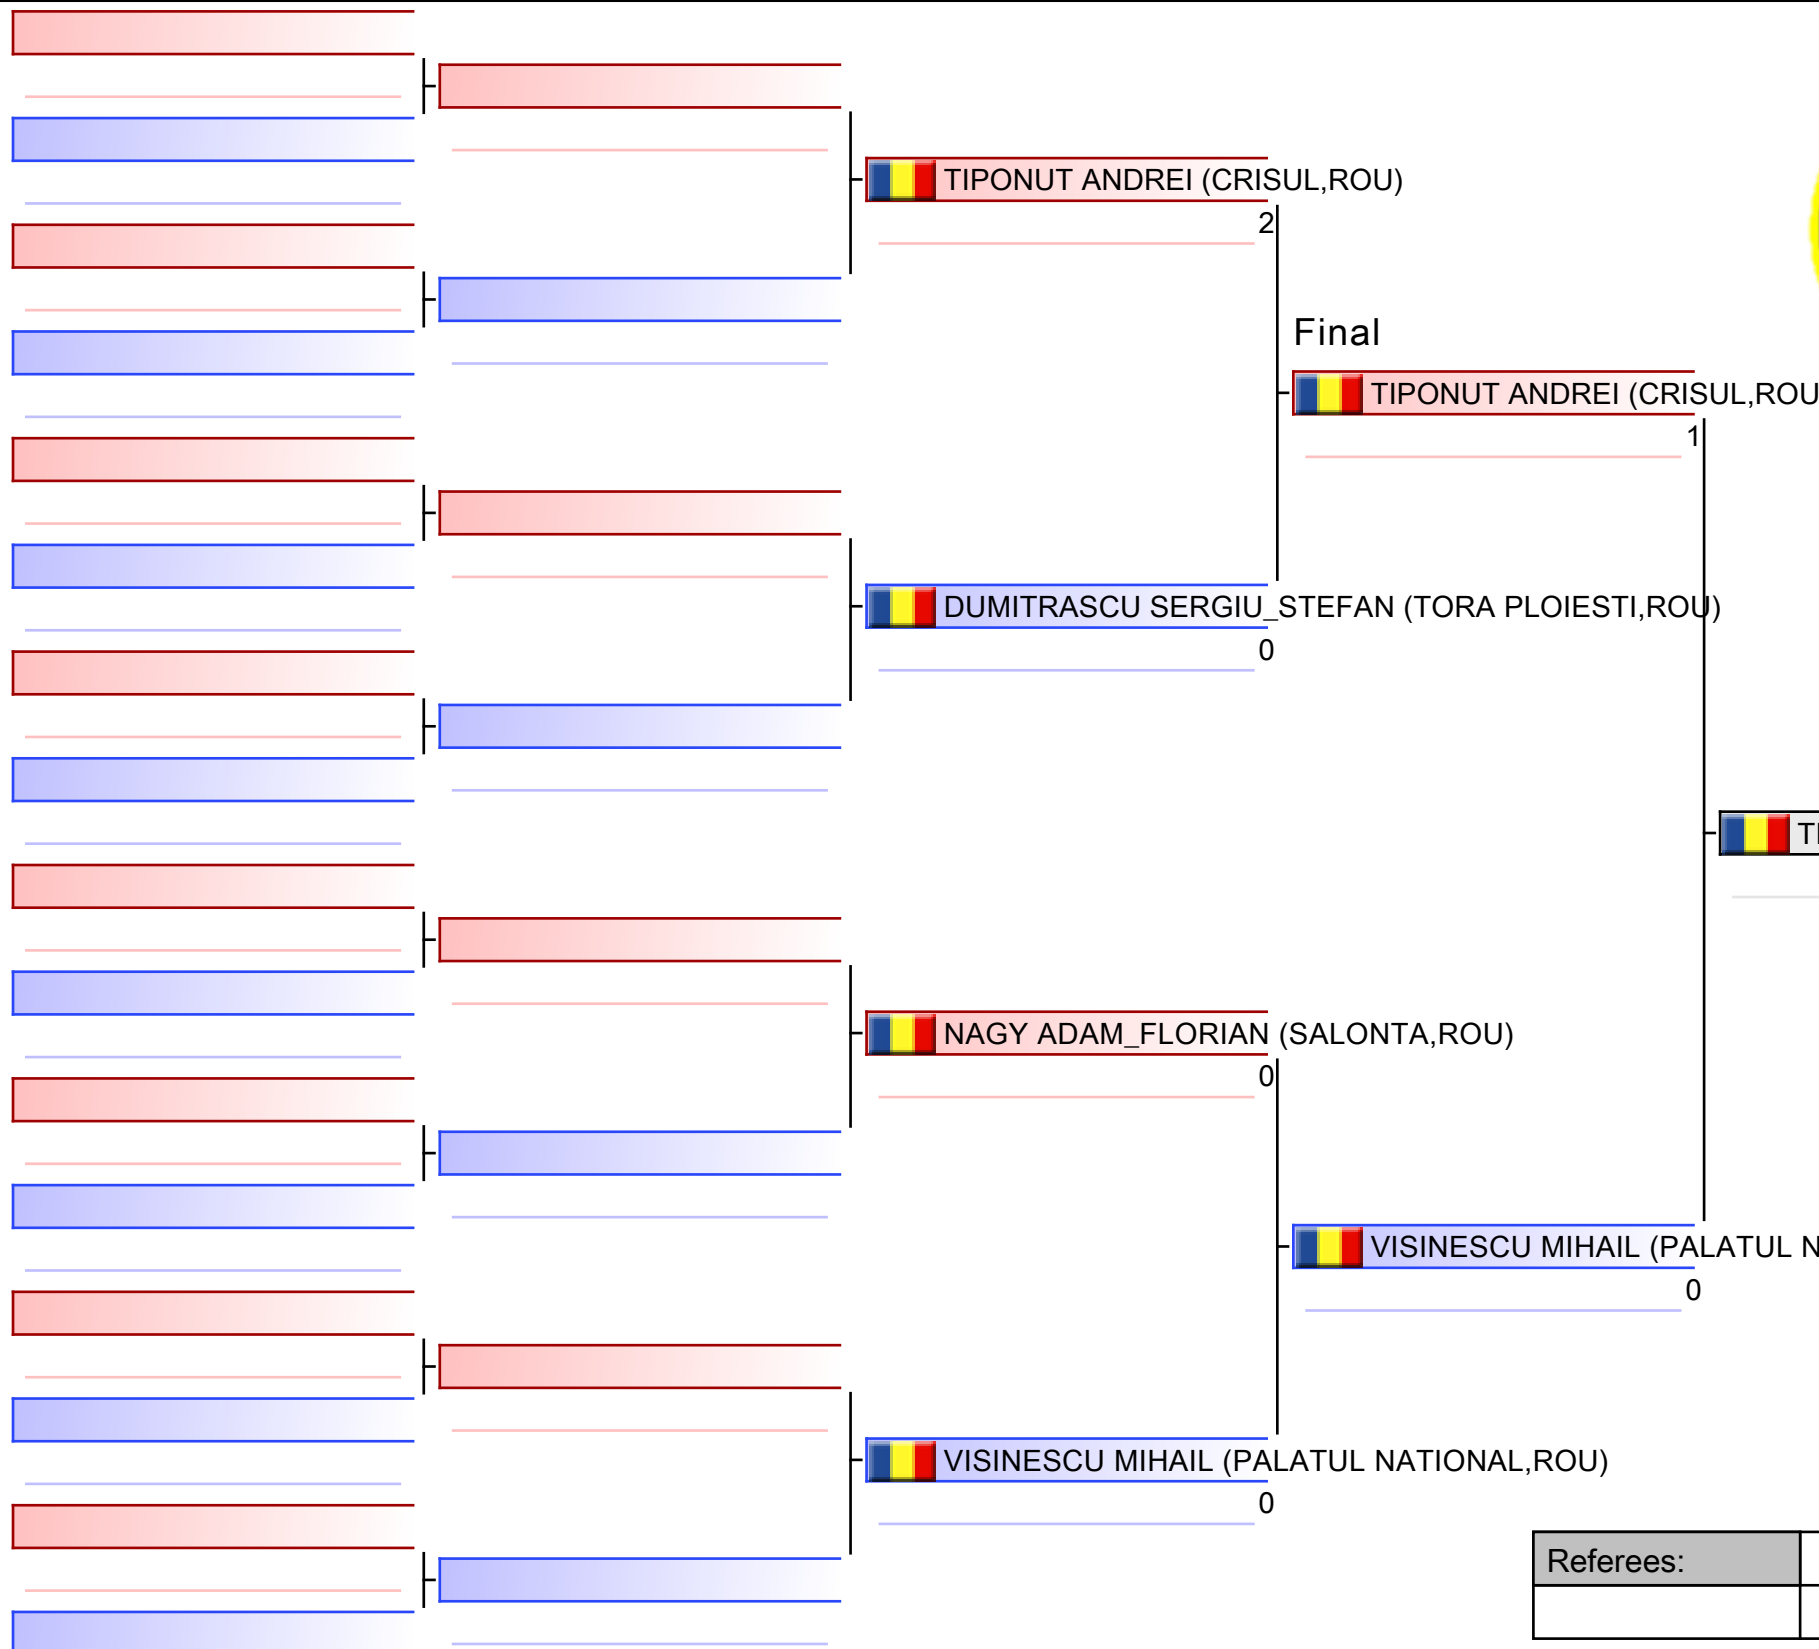 TIPONUT ANDREI (CRISUL,ROU)
2
Final
TIPONUT ANDREI (CRISUL,ROU
1
DUMITRASCU SERGIU_STEFAN (TORA PLOIESTI,ROU)
0
TI
NAGY ADAM_FLORIAN (SALONTA,ROU)
0
VISINESCU MIHAIL (PALATUL N
0
VISINESCU MIHAIL (PALATUL NATIONAL,ROU)
0
Referees: